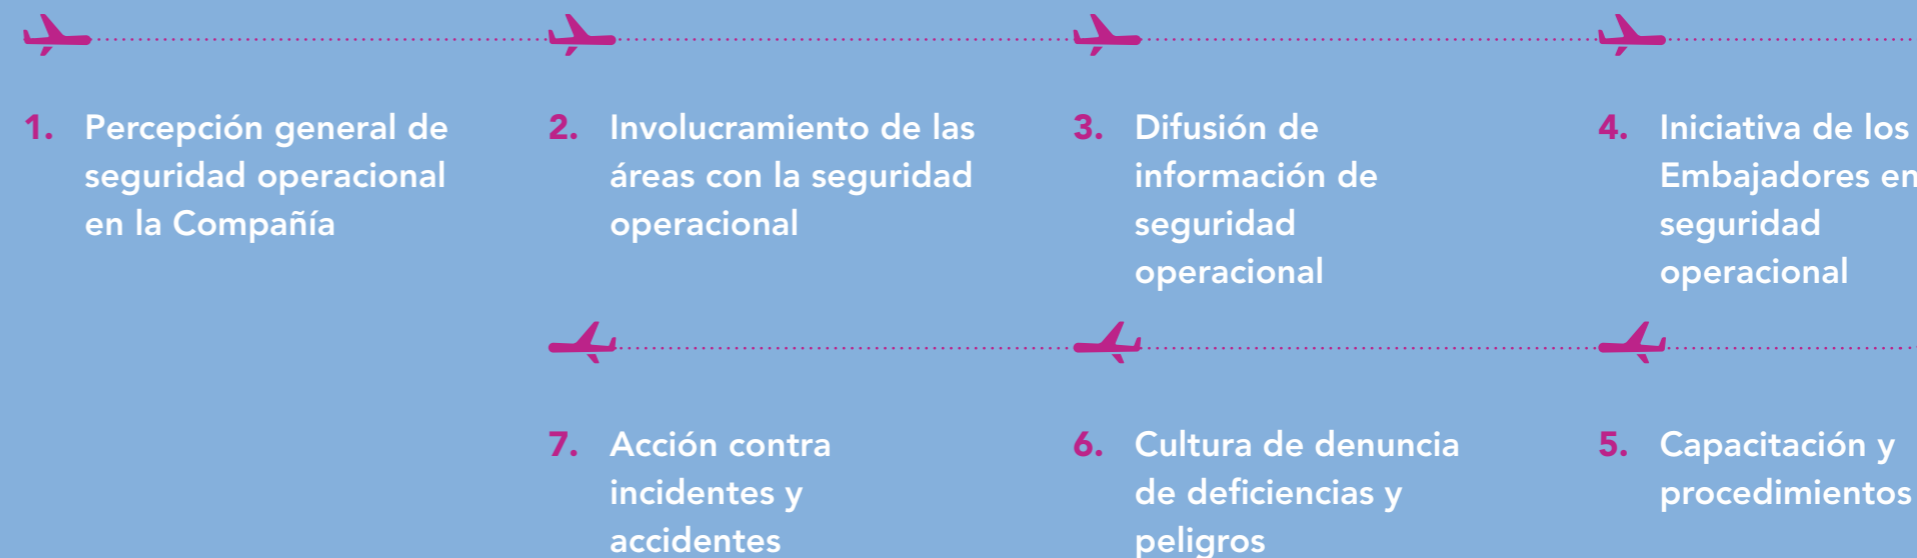 1. Percepción general de
seguridad operacional
en la Compañía
2. Involucramiento de las
áreas con la seguridad
operacional
3. Difusión de
información de
seguridad
operacional
4. Iniciativa de los
Embajadores en
seguridad
operacional
5. Capacitación y
procedimientos
6. Cultura de denuncia
de deficiencias y
peligros
7. Acción contra
incidentes y
accidentes